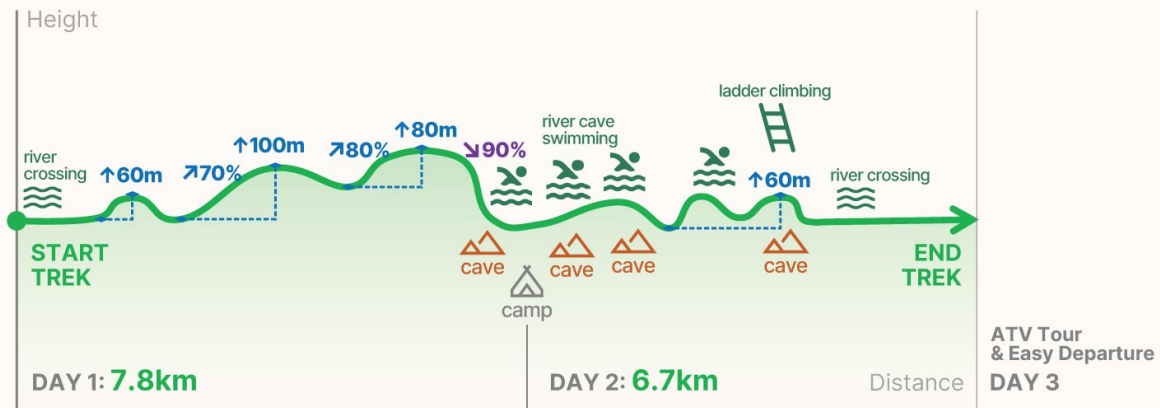 Height
ladder climbing
river cave
swimming
↑80m
↑100m
↗80%
↘90%
river
crossing
↑60m
↗70%
↑60m
river crossing
START
TREK
cave
cave
cave
cave
END
TREK
camp
ATV Tour
& Easy Departure
DAY 1: 7.8km
DAY 2: 6.7km
Distance
DAY 3